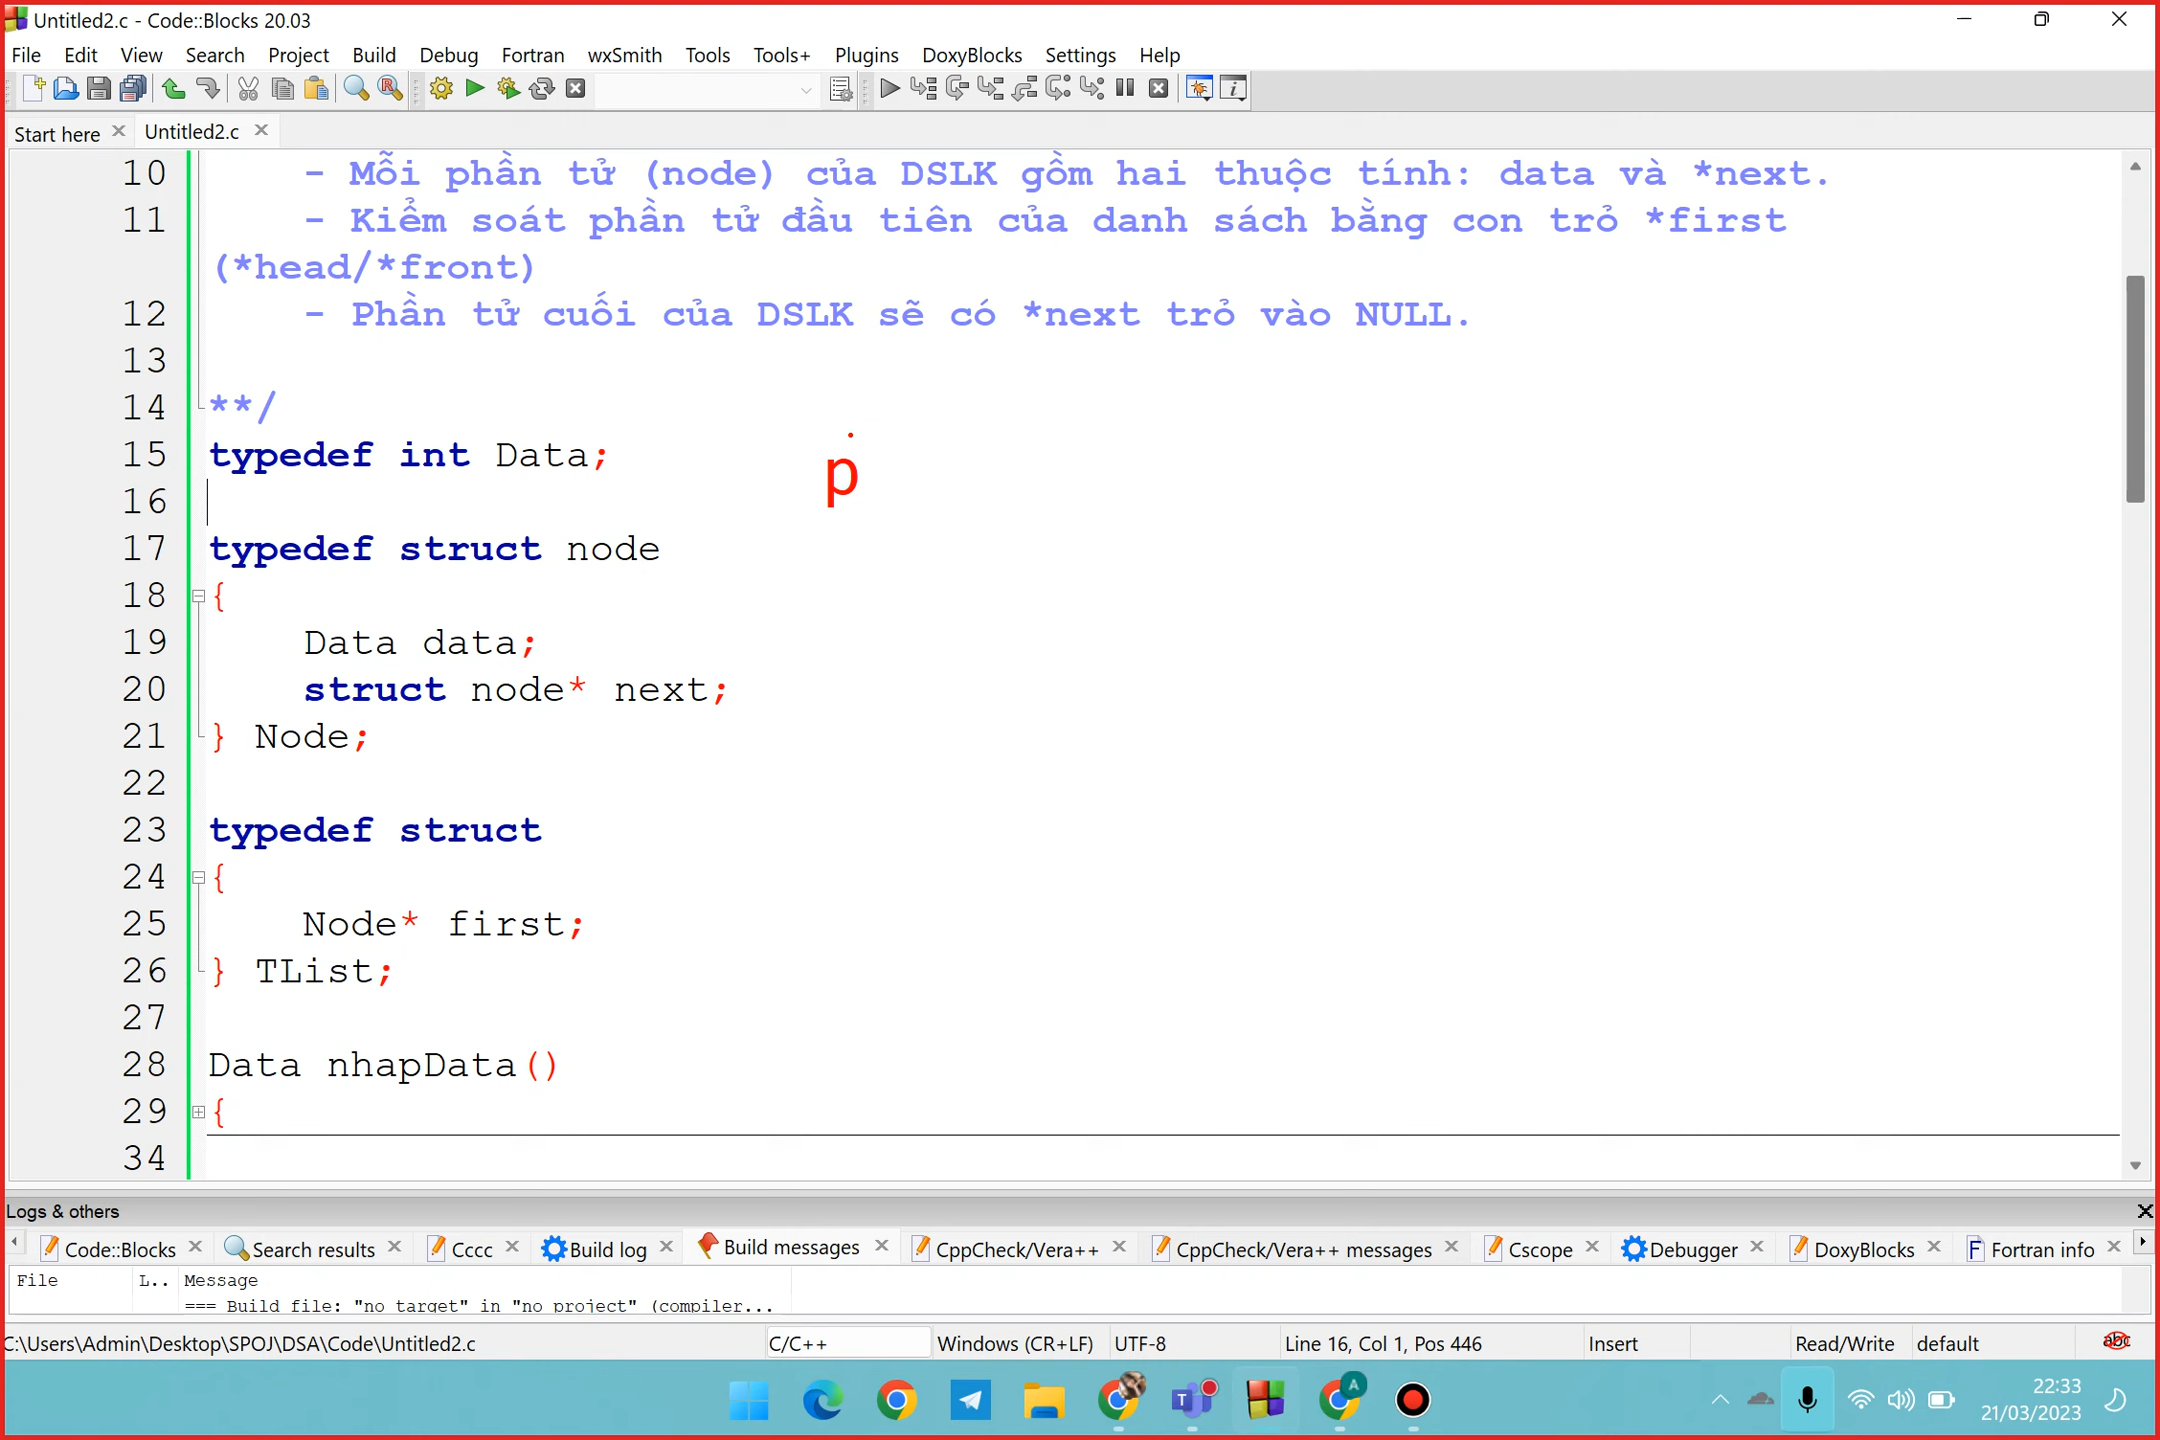 Untitled2.c - Code::Blocks 20.03
File Edit View Search Project Build Debug Fortran wxSmith Tools Tools+ Plugins DoxyBlocks Settings Help
Start here Untitled2.c
10 - Mỗi phần tử (node) của DSLK gồm hai thuộc tính: data và *next.
11 - Kiểm soát phần tử đầu tiên của danh sách bằng con trỏ *first
(*head/*front)
12 - Phần tử cuối của DSLK sẽ có *next trỏ vào NULL.
13
14 **/
15 typedef int Data;
p
16
17 typedef struct node
18 {
19 Data data;
20 struct node* next;
21 } Node;
22
23 typedef struct
24 {
25 Node* first;
26 } TList;
27
28 Data nhapData()
29 {
34
Logs & others
Code::Blocks Search results Cccc Build log Build messages CppCheck/Vera++ CppCheck/Vera++ messages Cscope Debugger DoxyBlocks Fortran info
File L.. Message
=== Build file: "no target" in "no project" (compiler...
C:\Users\Admin\Desktop\SPOJ\DSA\Code\Untitled2.c C/C++ Windows (CR+LF) UTF-8 Line 16, Col 1, Pos 446 Insert Read/Write default abc
22:33
21/03/2023